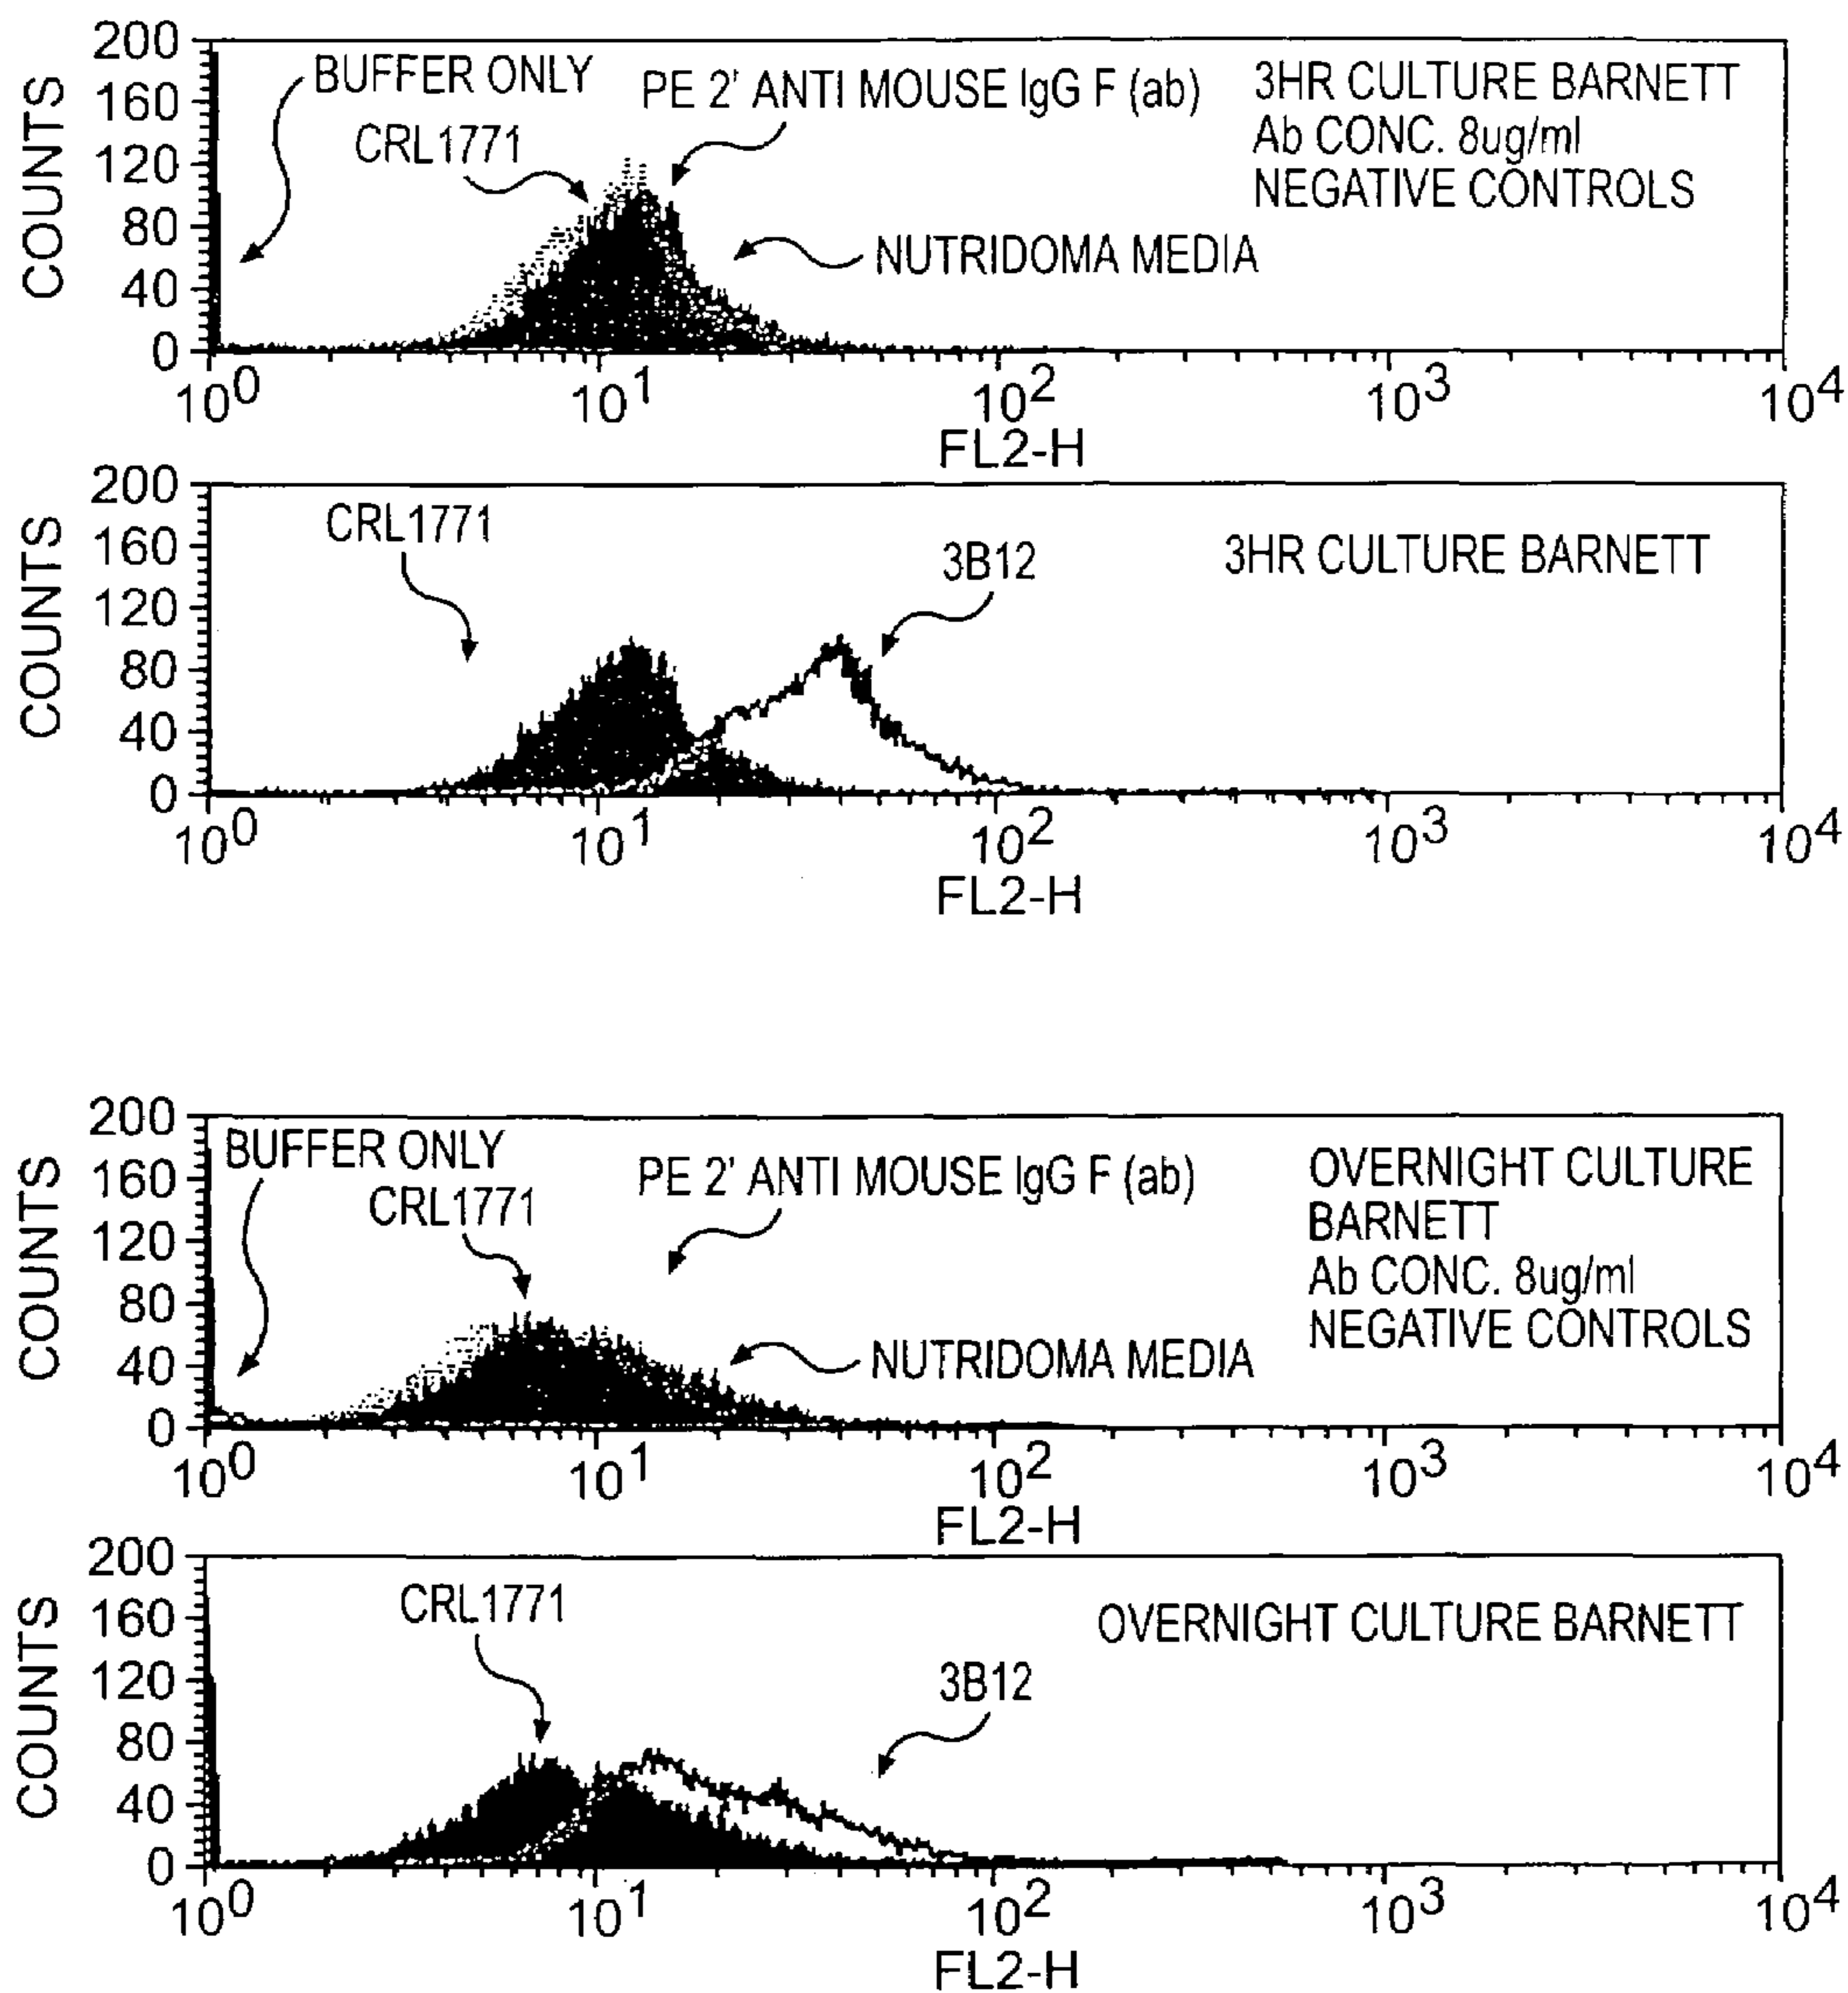 200
160
120
80
40
0
COUNTS
BUFFER ONLY
CRL1771
PE 2' ANTI MOUSE IgG F (ab)
NUTRIDOMA MEDIA
3HR CULTURE BARNETT
Ab CONC. 8ug/ml
NEGATIVE CONTROLS
10^0 10^1 10^2 10^3 10^4
FL2-H
200
160
120
80
40
0
COUNTS
CRL1771
3B12
3HR CULTURE BARNETT
10^0 10^1 10^2 10^3 10^4
FL2-H
200
160
120
80
40
0
COUNTS
BUFFER ONLY
CRL1771
PE 2' ANTI MOUSE IgG F (ab)
NUTRIDOMA MEDIA
OVERNIGHT CULTURE
BARNETT
Ab CONC. 8ug/ml
NEGATIVE CONTROLS
10^0 10^1 10^2 10^3 10^4
FL2-H
200
160
120
80
40
0
COUNTS
CRL1771
3B12
OVERNIGHT CULTURE BARNETT
10^0 10^1 10^2 10^3 10^4
FL2-H